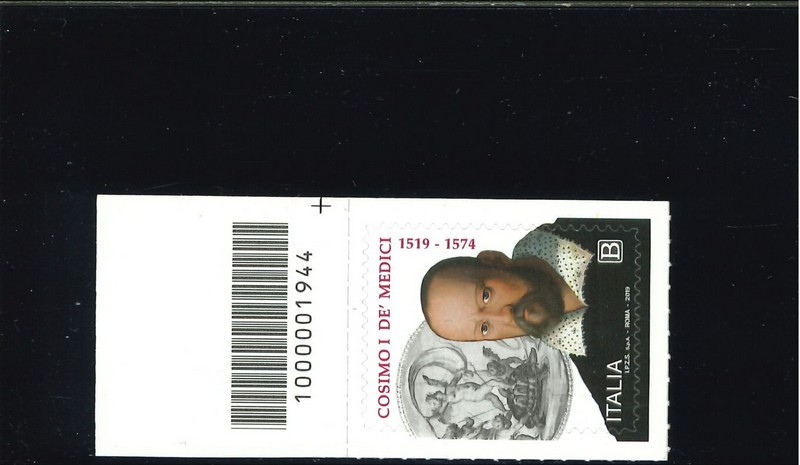 1000001944
COSIMO I DE' MEDICI
1519 - 1574
B
I.P.Z.S. S.p.A. - ROMA - 2019
ITALIA